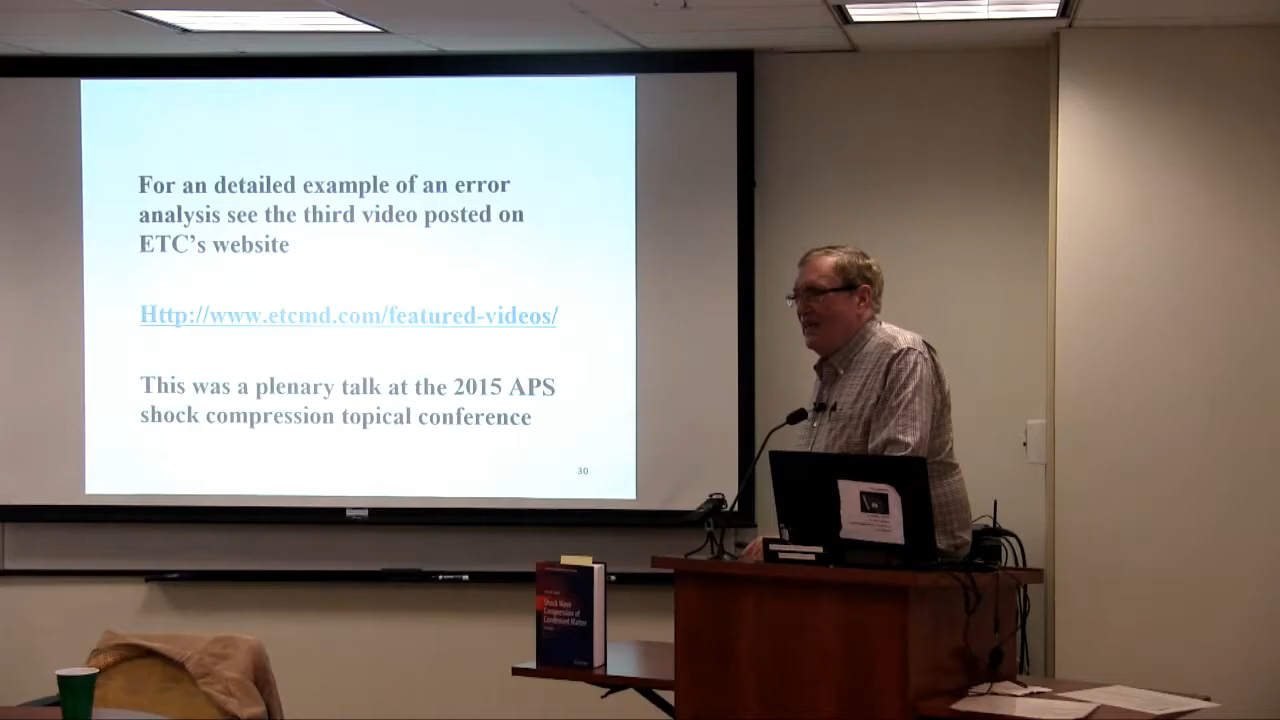 For an detailed example of an error
analysis see the third video posted on
ETC's website
Http://www.etcmd.com/featured-videos/
This was a plenary talk at the 2015 APS
shock compression topical conference
30
Shock Wave
Compression of
Condensed Matter